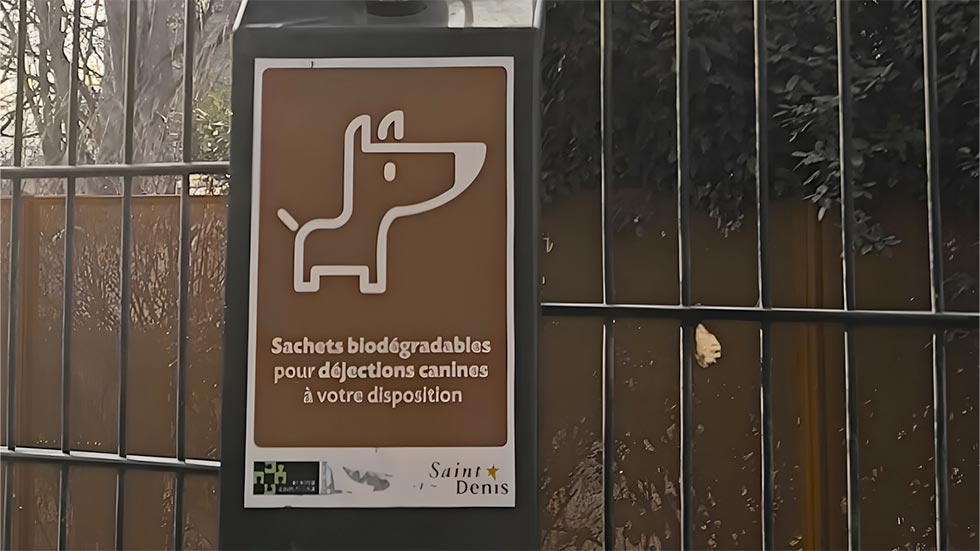 Sachets biodégradables
pour déjections canines
à votre disposition
Saint
Denis